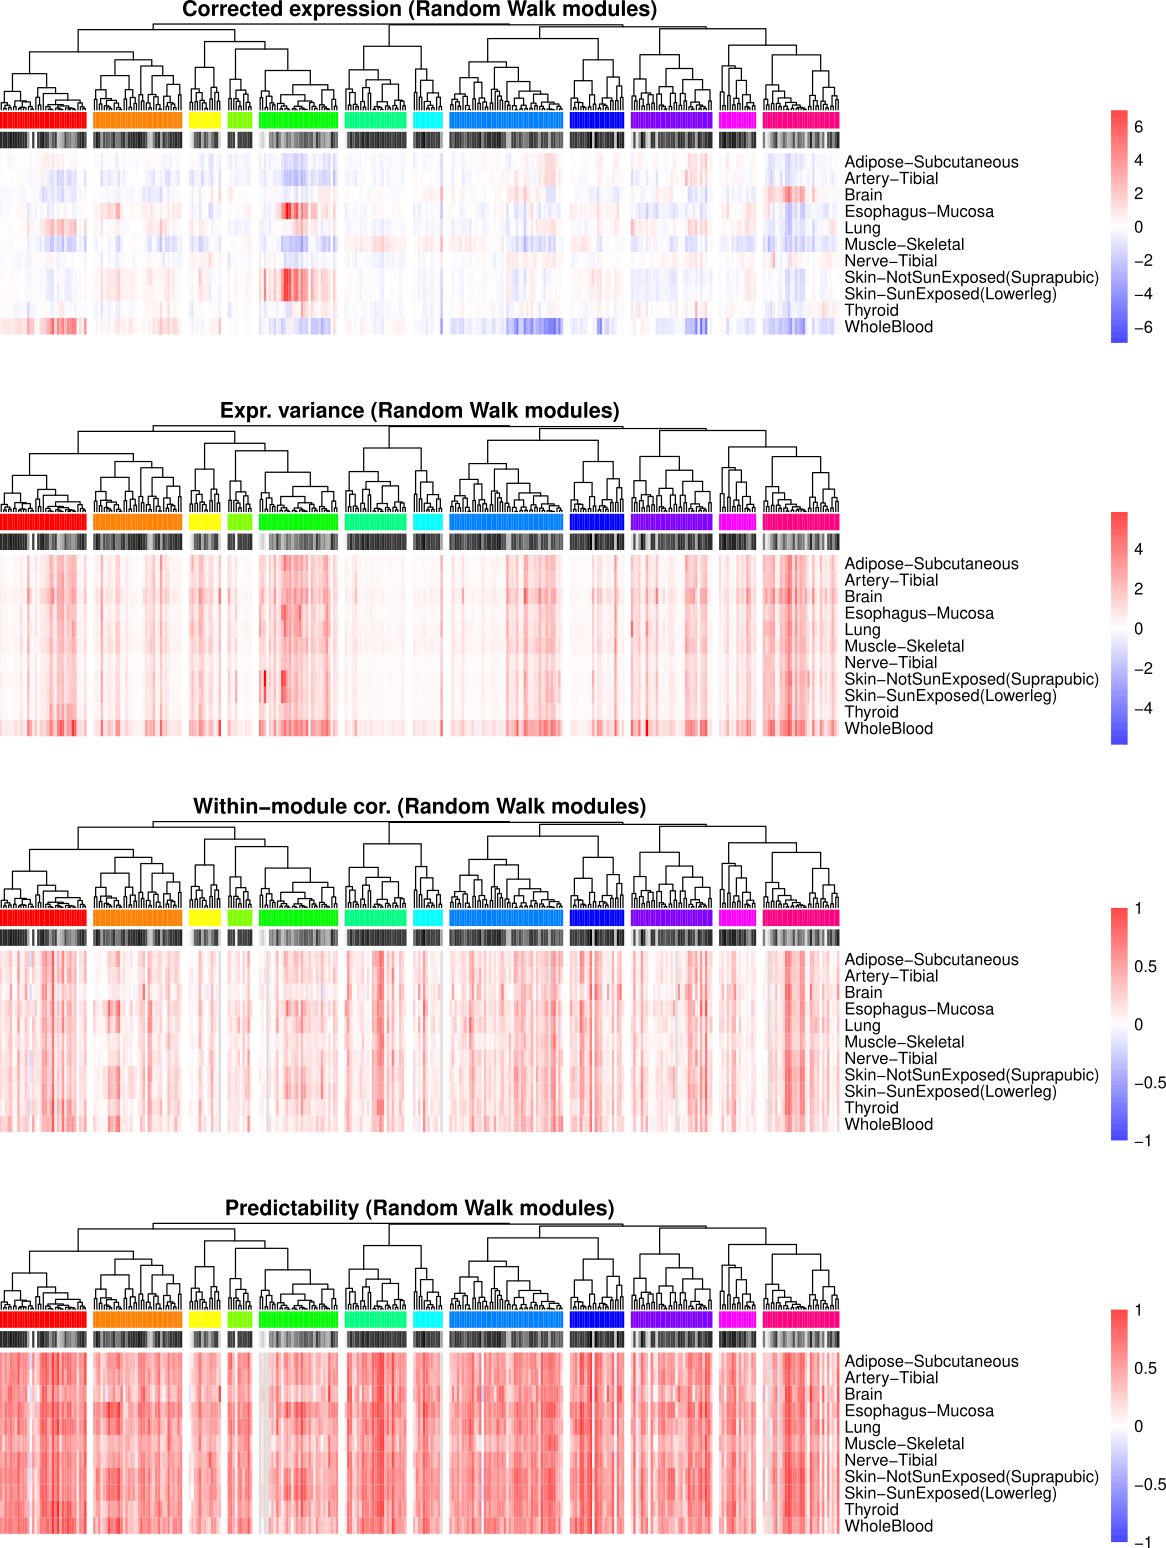 Corrected expression (Random Walk modules)
Adipose−Subcutaneous
Artery−Tibial
Brain
Esophagus−Mucosa
Lung
Muscle−Skeletal
Nerve−Tibial
Skin−NotSunExposed(Suprapubic)
Skin−SunExposed(Lowerleg)
Thyroid
WholeBlood
6
4
2
0
−2
−4
−6
Expr. variance (Random Walk modules)
Adipose−Subcutaneous
Artery−Tibial
Brain
Esophagus−Mucosa
Lung
Muscle−Skeletal
Nerve−Tibial
Skin−NotSunExposed(Suprapubic)
Skin−SunExposed(Lowerleg)
Thyroid
WholeBlood
4
2
0
−2
−4
Within−module cor. (Random Walk modules)
Adipose−Subcutaneous
Artery−Tibial
Brain
Esophagus−Mucosa
Lung
Muscle−Skeletal
Nerve−Tibial
Skin−NotSunExposed(Suprapubic)
Skin−SunExposed(Lowerleg)
Thyroid
WholeBlood
1
0.5
0
−0.5
−1
Predictability (Random Walk modules)
Adipose−Subcutaneous
Artery−Tibial
Brain
Esophagus−Mucosa
Lung
Muscle−Skeletal
Nerve−Tibial
Skin−NotSunExposed(Suprapubic)
Skin−SunExposed(Lowerleg)
Thyroid
WholeBlood
1
0.5
0
−0.5
−1